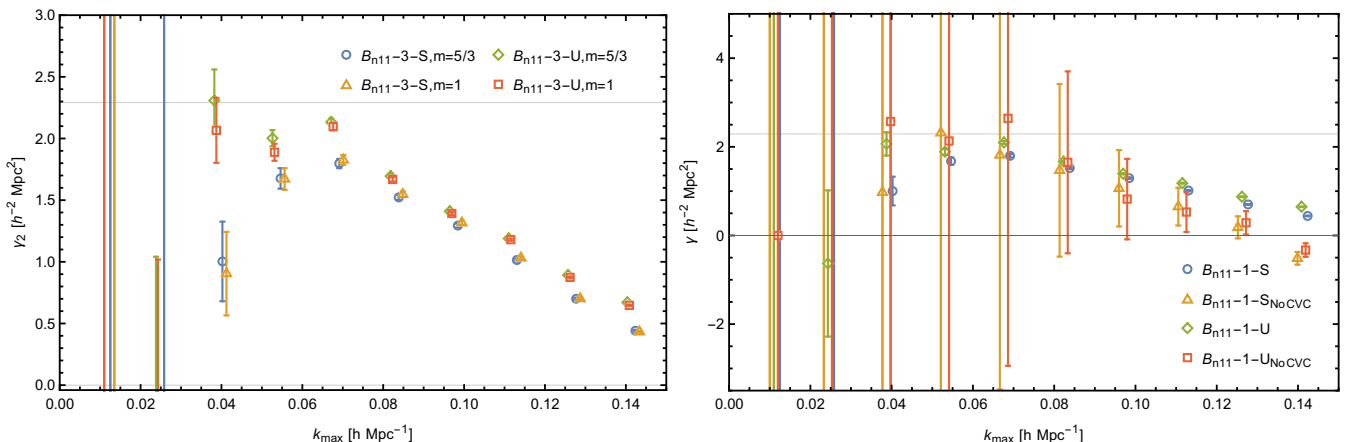 3.0
2.5
2.0
1.5
1.0
0.5
0.0
γ₂ [h⁻² Mpc²]
Bn11-3-S,m=5/3
Bn11-3-U,m=5/3
Bn11-3-S,m=1
Bn11-3-U,m=1
0.00 0.02 0.04 0.06 0.08 0.10 0.12 0.14
kmax [h Mpc⁻¹]
4
2
0
-2
γ [h⁻² Mpc²]
Bn11-1-S
Bn11-1-SNoCVC
Bn11-1-U
Bn11-1-UNoCVC
0.00 0.02 0.04 0.06 0.08 0.10 0.12 0.14
kmax [h Mpc⁻¹]